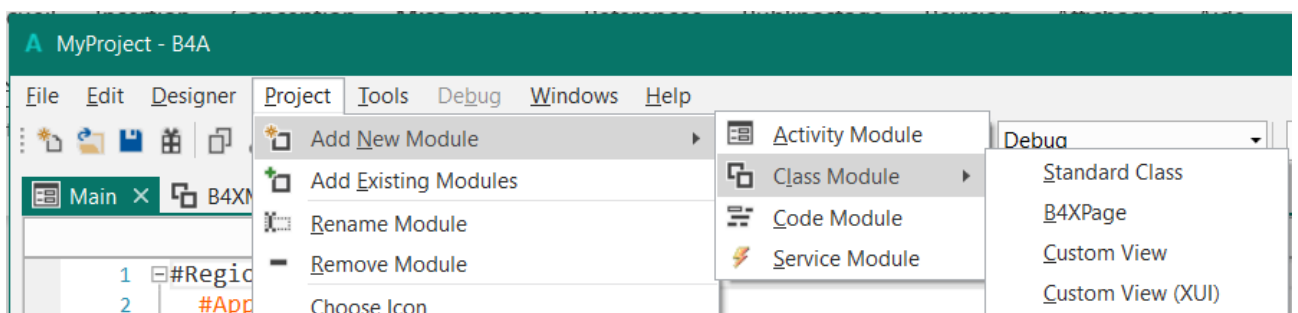 MyProject - B4A
File Edit Designer Project Tools Debug Windows Help
Add New Module
Activity Module
Debug
Main
Add Existing Modules
Class Module
Standard Class
Rename Module
Code Module
B4XPage
1 #Regio
Remove Module
Service Module
Custom View
2 #App
Choose Icon
Custom View (XUI)